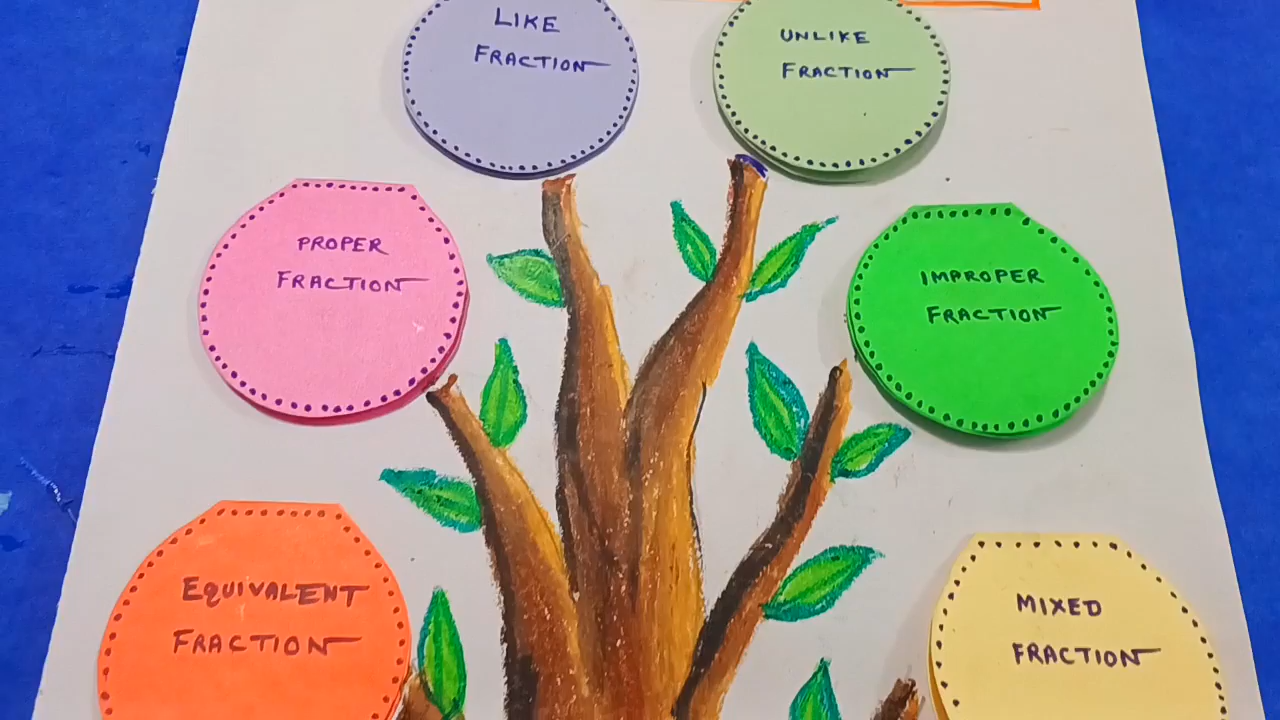 LIKE
FRACTION
UNLIKE
FRACTION
PROPER
FRACTION
IMPROPER
FRACTION
EQUIVALENT
FRACTION
MIXED
FRACTION